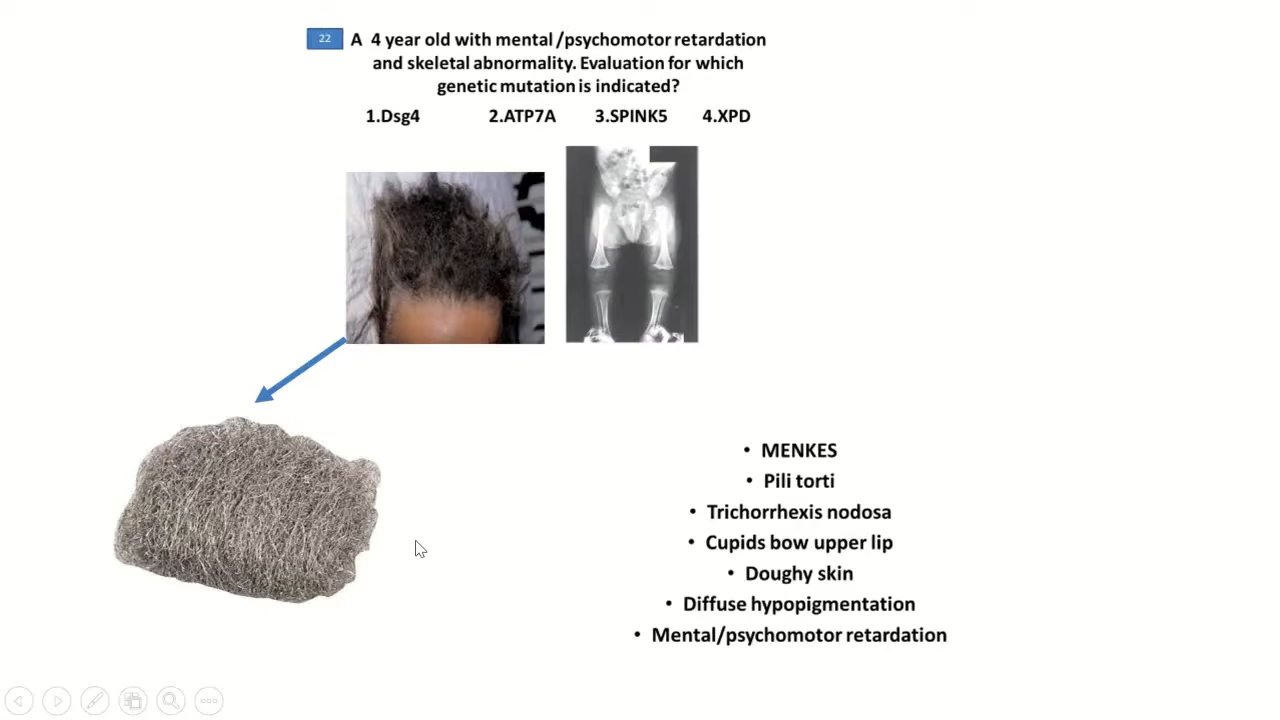 22
A 4 year old with mental /psychomotor retardation
and skeletal abnormality. Evaluation for which
genetic mutation is indicated?
1.Dsg4 2.ATP7A 3.SPINK5 4.XPD
• MENKES
• Pili torti
• Trichorrhexis nodosa
• Cupids bow upper lip
• Doughy skin
• Diffuse hypopigmentation
• Mental/psychomotor retardation